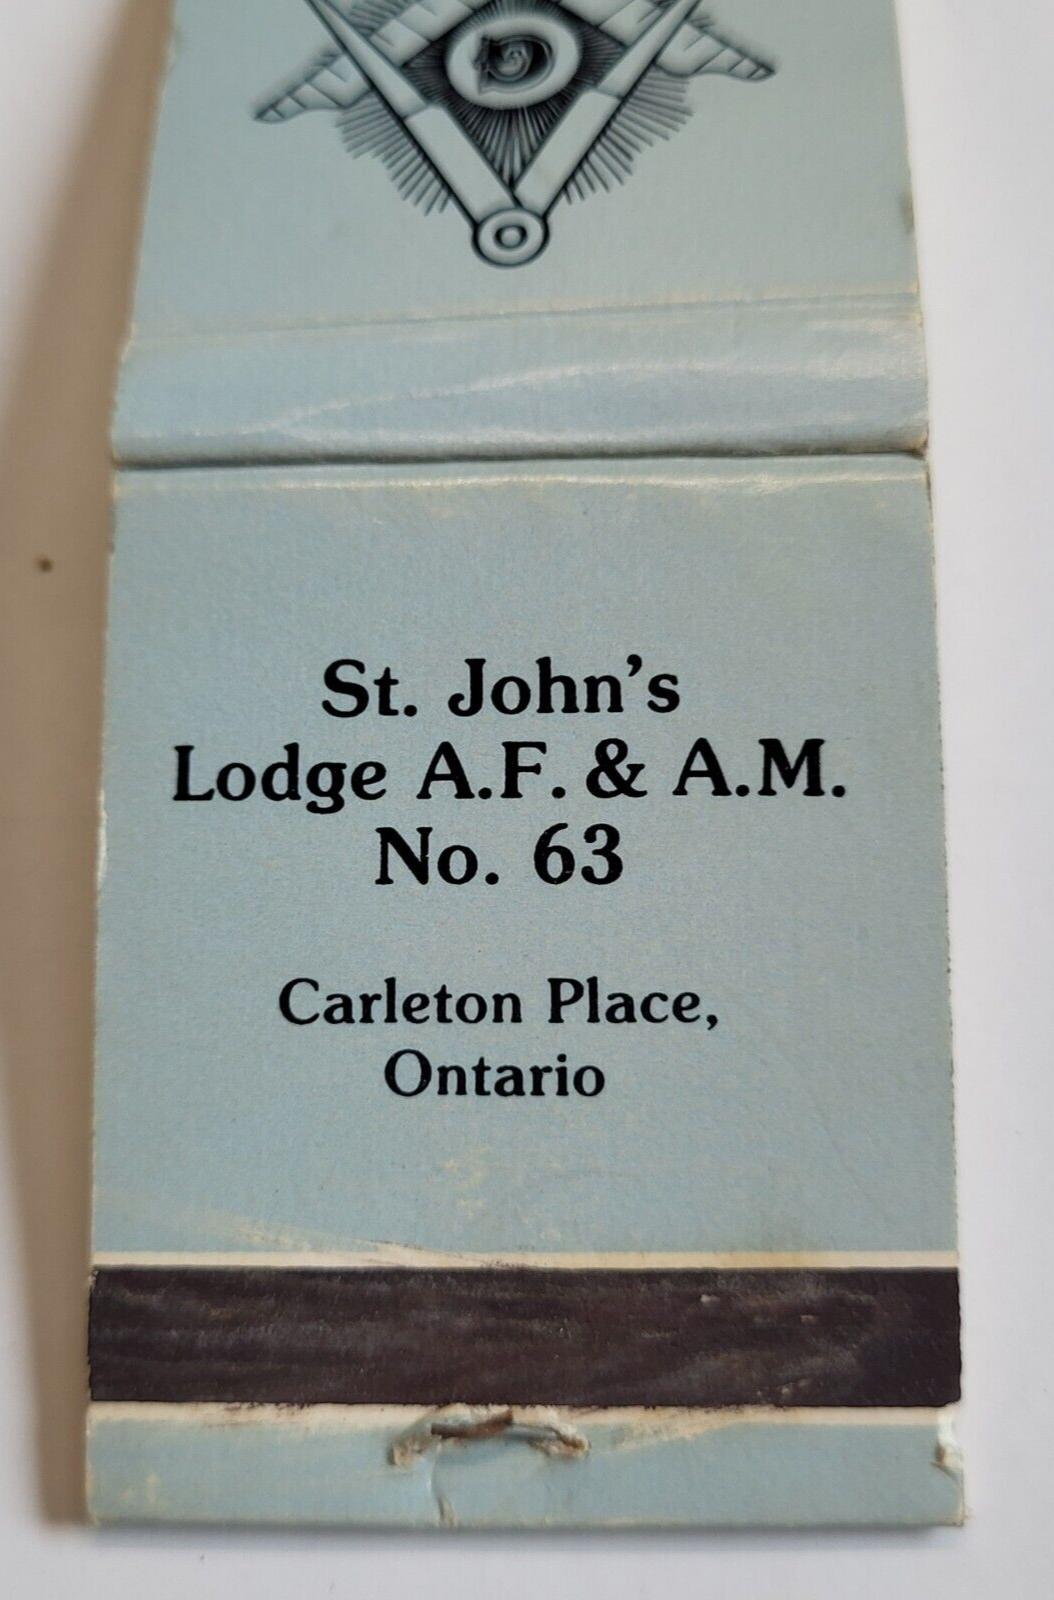 G
St. John's
Lodge A.F. & A.M.
No. 63
Carleton Place,
Ontario